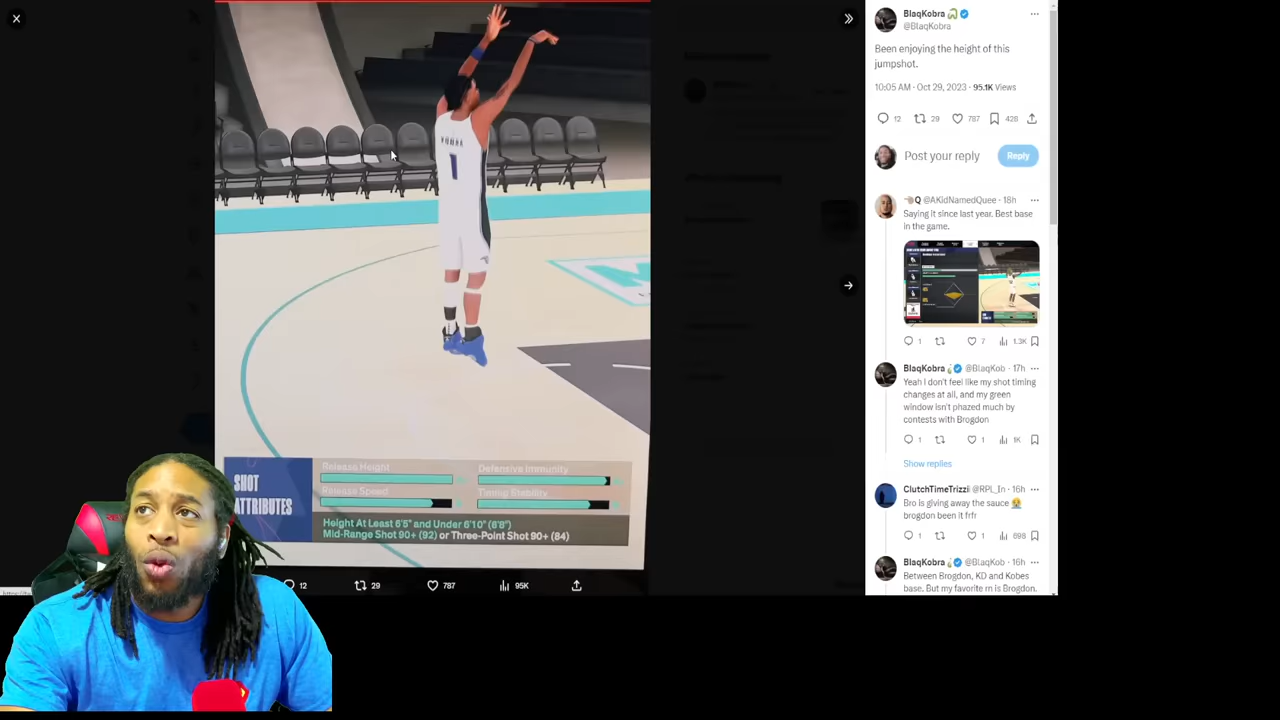 BlaqKobra
@BlaqKobra
Been enjoying the height of this
jumpshot.
10:05 AM · Oct 29, 2023 · 95.1K Views
12
29
787
426
Post your reply
Reply
Q @AKidNamedQuee · 18h
Saying it since last year. Best base
in the game.
1
7
1.3K
BlaqKobra @BlaqKob · 17h
Yeah I don't feel like my shot timing
changes at all, and my green
window isn't phazed much by
contests with Brogdon
1
1
1K
Show replies
ClutchTimeTrizzii @RPL_In · 16h
Bro is giving away the sauce
brogdon been it frfr
1
1
698
BlaqKobra @BlaqKob · 16h
Between Brogdon, KD and Kobes
base. But my favorite rn is Brogdon.
1
SHOT
ATTRIBUTES
Release Height
Defensive Immunity
Release Speed
Timing Stability
Height At Least 6'5" and Under 6'10" (6'8")
Mid-Range Shot 90+ (92) or Three-Point Shot 90+ (84)
12
29
787
95K